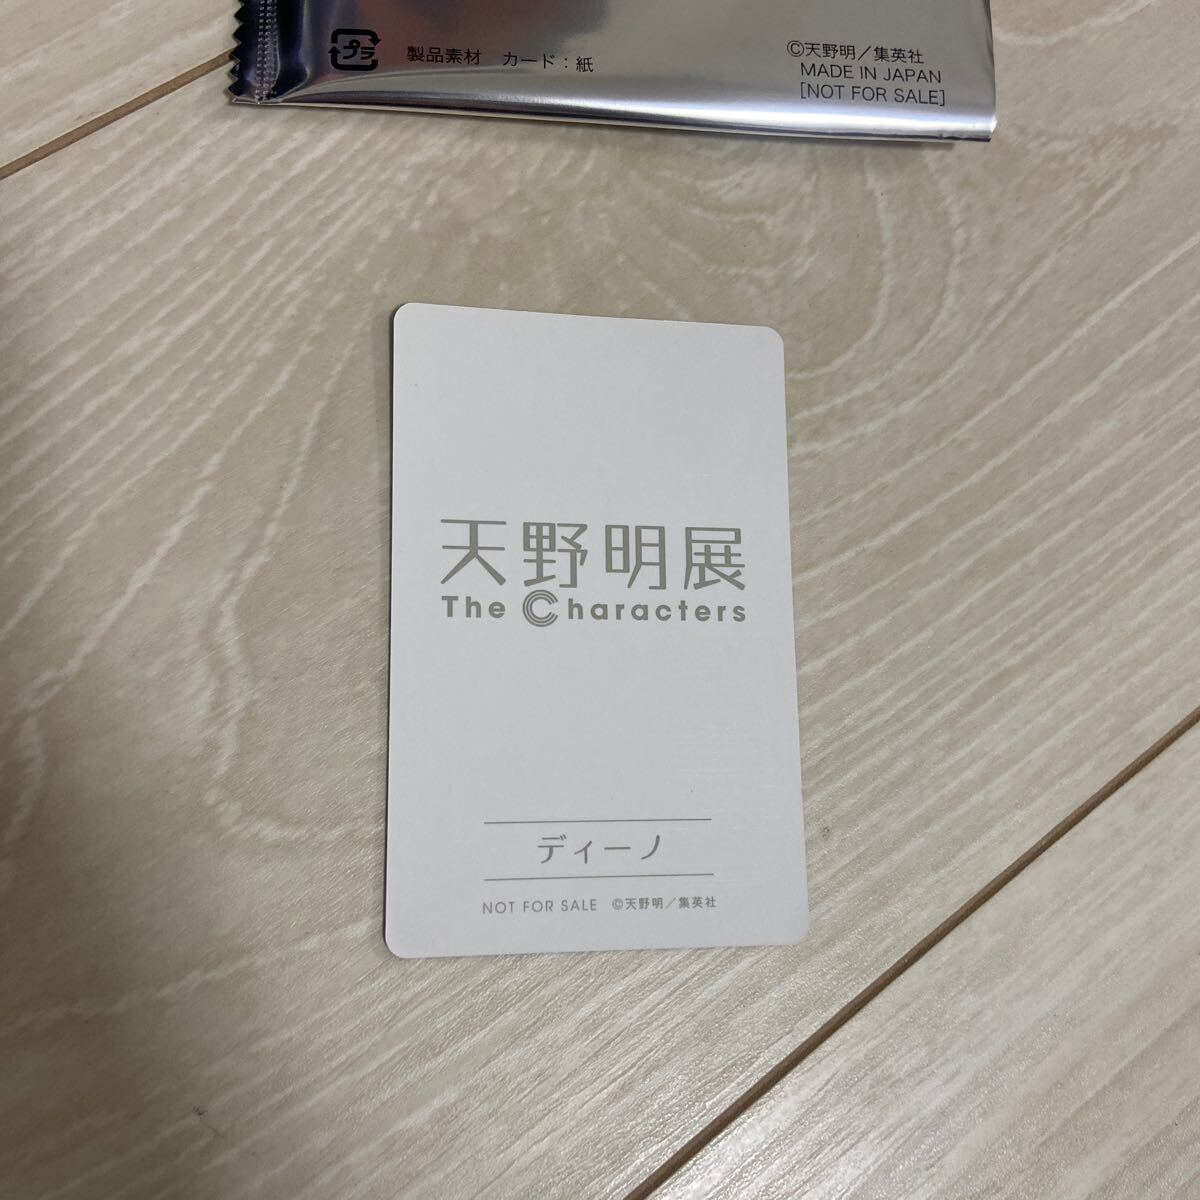 プラ
製品素材　カード：紙
©天野明／集英社
MADE IN JAPAN
[NOT FOR SALE]
天野明展
The Characters
ディーノ
NOT FOR SALE ©天野明／集英社